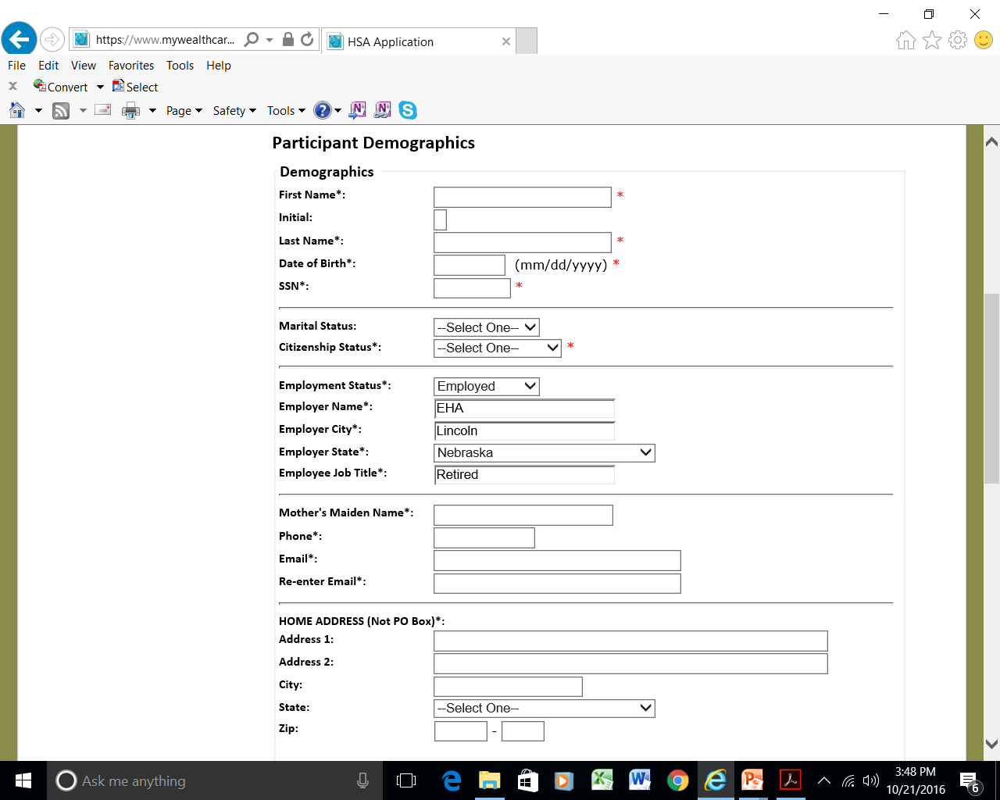 https://www.mywealthcar...
HSA Application
File Edit View Favorites Tools Help
x Convert Select
Page Safety Tools
Participant Demographics
Demographics
First Name*: *
Initial:
Last Name*: *
Date of Birth*: (mm/dd/yyyy) *
SSN*: *
Marital Status: --Select One--
Citizenship Status*: --Select One-- *
Employment Status*: Employed
Employer Name*: EHA
Employer City*: Lincoln
Employer State*: Nebraska
Employee Job Title*: Retired
Mother's Maiden Name*:
Phone*:
Email*:
Re-enter Email*:
HOME ADDRESS (Not PO Box)*:
Address 1:
Address 2:
City:
State: --Select One--
Zip: -
Ask me anything
3:48 PM
10/21/2016
6